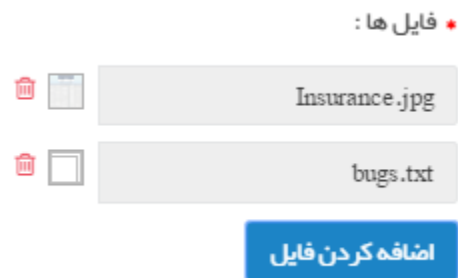 * فایل ها :
Insurance.jpg
bugs.txt
اضافه کردن فایل